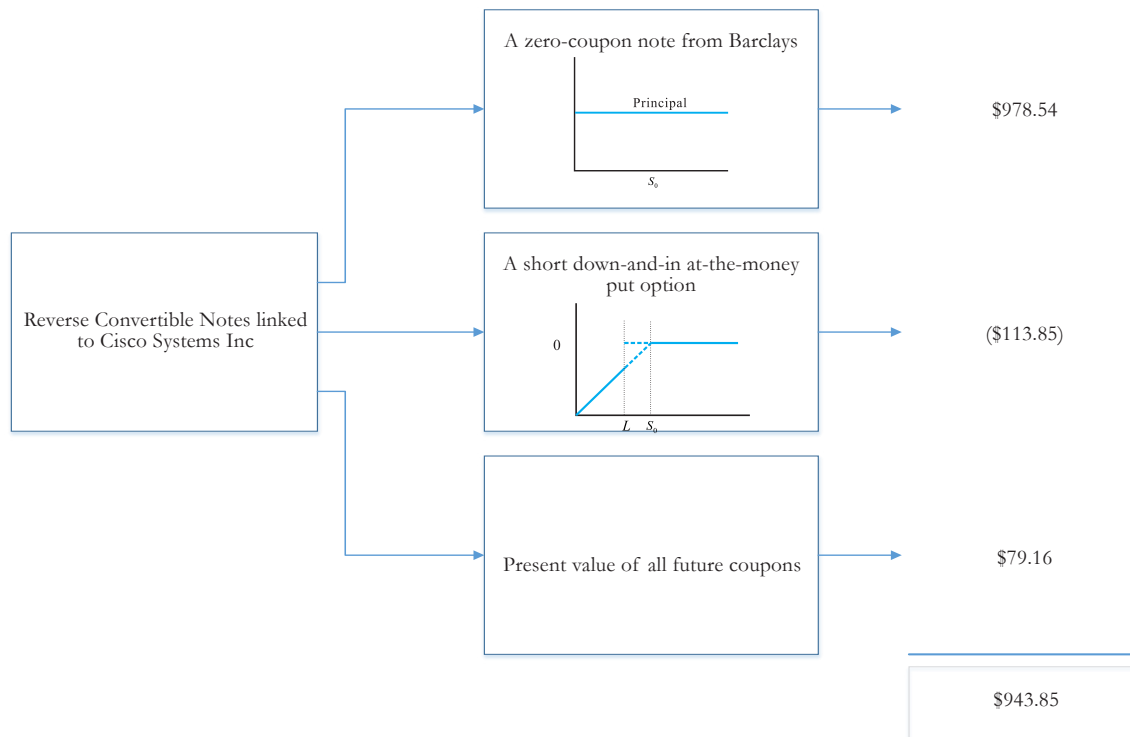 A zero-coupon note from Barclays
Principal
S₀
$978.54
Reverse Convertible Notes linked
to Cisco Systems Inc
A short down-and-in at-the-money
put option
0
L S₀
($113.85)
Present value of all future coupons
$79.16
$943.85